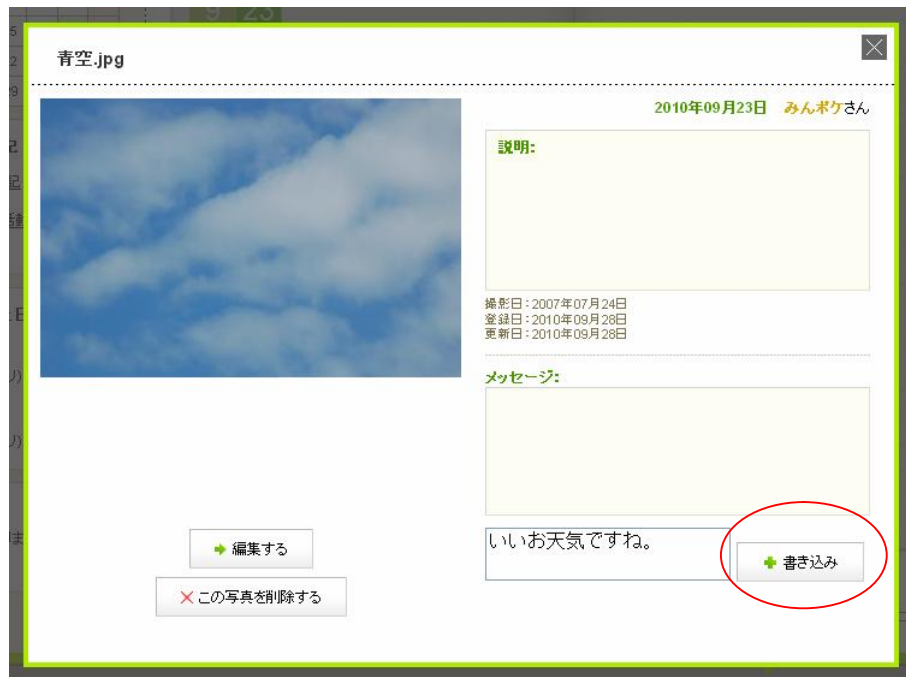 9 23
青空.jpg
2010年09月23日 みんポケさん
説明:
撮影日:2007年07月24日
登録日:2010年09月28日
更新日:2010年09月28日
メッセージ:
いいお天気ですね。
書き込み
編集する
この写真を削除する